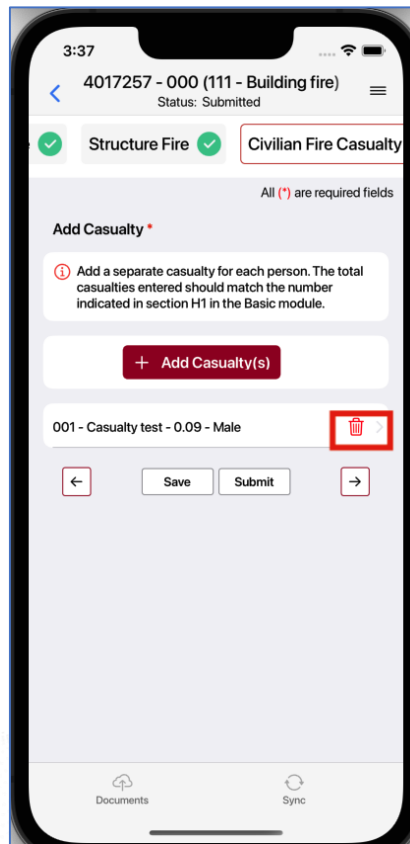 3:37
4017257 - 000 (111 - Building fire)
Status: Submitted
Structure Fire
Civilian Fire Casualty
All (*) are required fields
Add Casualty *
Add a separate casualty for each person. The total
casualties entered should match the number
indicated in section H1 in the Basic module.
+ Add Casualty(s)
001 - Casualty test - 0.09 - Male
Save Submit
Documents Sync